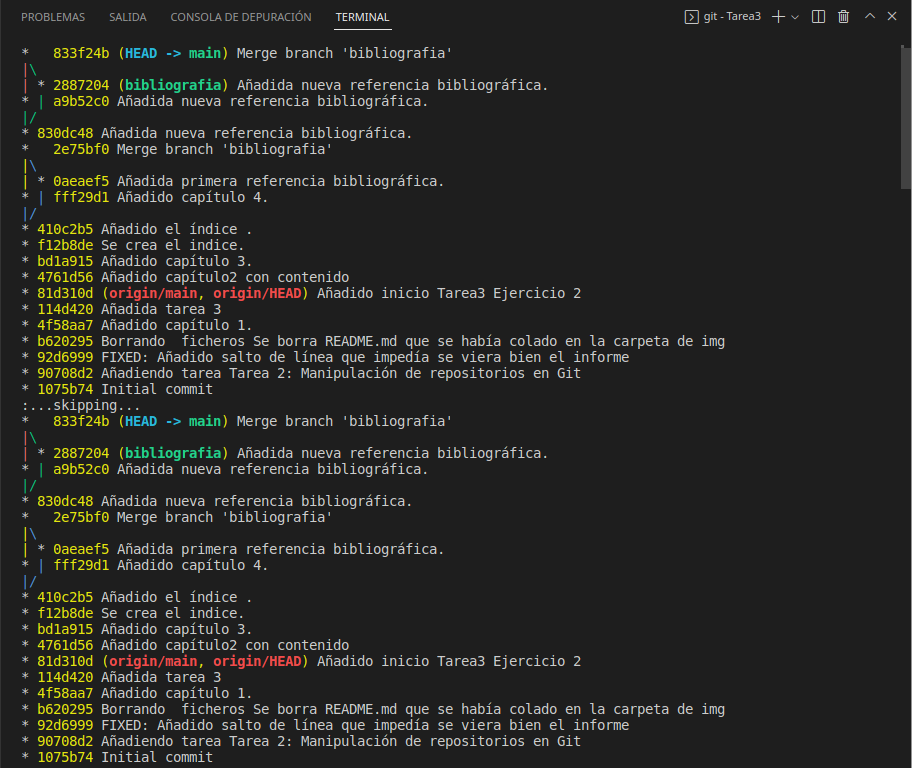 PROBLEMAS SALIDA CONSOLA DE DEPURACIÓN TERMINAL git - Tarea3
*   833f24b (HEAD -> main) Merge branch 'bibliografia'
|\
| * 2887204 (bibliografia) Añadida nueva referencia bibliográfica.
* | a9b52c0 Añadida nueva referencia bibliográfica.
|/
* 830dc48 Añadida nueva referencia bibliográfica.
*   2e75bf0 Merge branch 'bibliografia'
|\
| * 0aeaef5 Añadida primera referencia bibliográfica.
* | fff29d1 Añadido capítulo 4.
|/
* 410c2b5 Añadido el índice .
* f12b8de Se crea el indice.
* bd1a915 Añadido capítulo 3.
* 4761d56 Añadido capítulo2 con contenido
* 81d310d (origin/main, origin/HEAD) Añadido inicio Tarea3 Ejercicio 2
* 114d420 Añadida tarea 3
* 4f58aa7 Añadido capítulo 1.
* b620295 Borrando  ficheros Se borra README.md que se había colado en la carpeta de img
* 92d6999 FIXED: Añadido salto de línea que impedía se viera bien el informe
* 90708d2 Añadiendo tarea Tarea 2: Manipulación de repositorios en Git
* 1075b74 Initial commit
:...skipping...
*   833f24b (HEAD -> main) Merge branch 'bibliografia'
|\
| * 2887204 (bibliografia) Añadida nueva referencia bibliográfica.
* | a9b52c0 Añadida nueva referencia bibliográfica.
|/
* 830dc48 Añadida nueva referencia bibliográfica.
*   2e75bf0 Merge branch 'bibliografia'
|\
| * 0aeaef5 Añadida primera referencia bibliográfica.
* | fff29d1 Añadido capítulo 4.
|/
* 410c2b5 Añadido el índice .
* f12b8de Se crea el indice.
* bd1a915 Añadido capítulo 3.
* 4761d56 Añadido capítulo2 con contenido
* 81d310d (origin/main, origin/HEAD) Añadido inicio Tarea3 Ejercicio 2
* 114d420 Añadida tarea 3
* 4f58aa7 Añadido capítulo 1.
* b620295 Borrando  ficheros Se borra README.md que se había colado en la carpeta de img
* 92d6999 FIXED: Añadido salto de línea que impedía se viera bien el informe
* 90708d2 Añadiendo tarea Tarea 2: Manipulación de repositorios en Git
* 1075b74 Initial commit